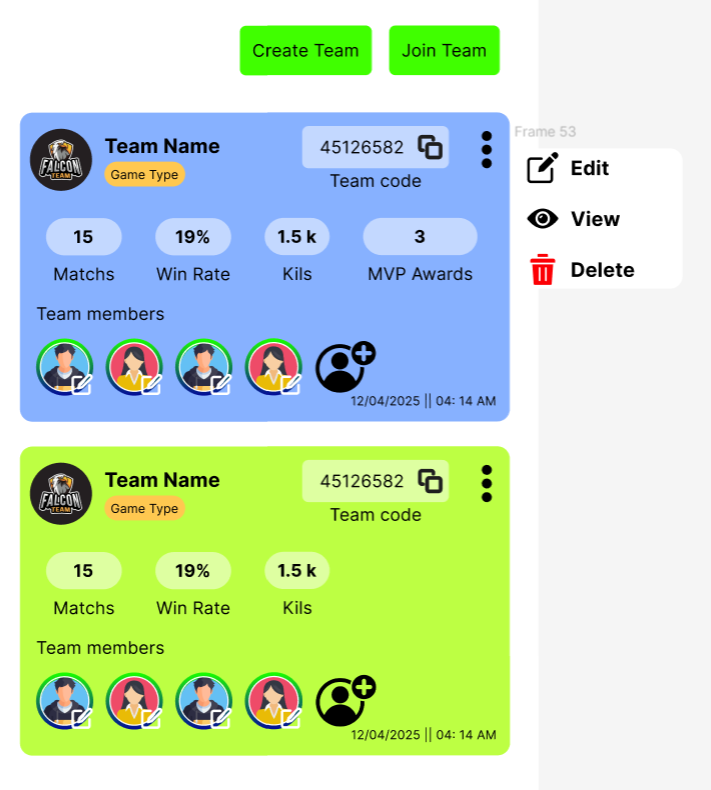 Create Team
Join Team
Frame 53
FALCON
TEAM
Team Name
Game Type
45126582
Team code
Edit
View
Delete
15
19%
1.5 k
3
Matchs
Win Rate
Kils
MVP Awards
Team members
12/04/2025 || 04: 14 AM
FALCON
TEAM
Team Name
Game Type
45126582
Team code
15
19%
1.5 k
Matchs
Win Rate
Kils
Team members
12/04/2025 || 04: 14 AM